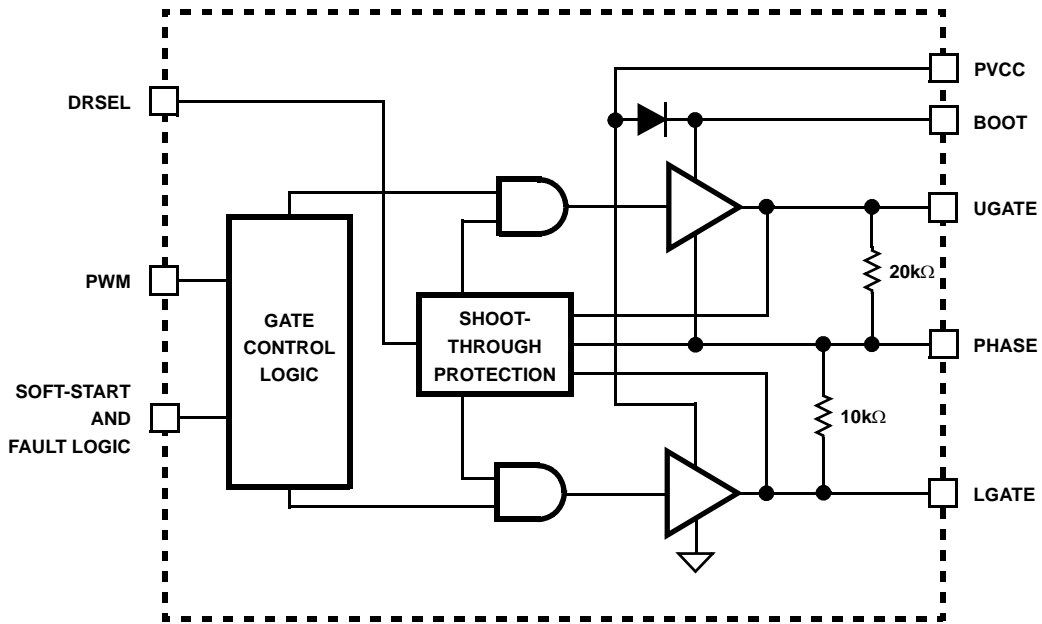 DRSEL
PWM
SOFT-START
AND
FAULT LOGIC
GATE
CONTROL
LOGIC
SHOOT-
THROUGH
PROTECTION
PVCC
BOOT
UGATE
20kΩ
PHASE
10kΩ
LGATE